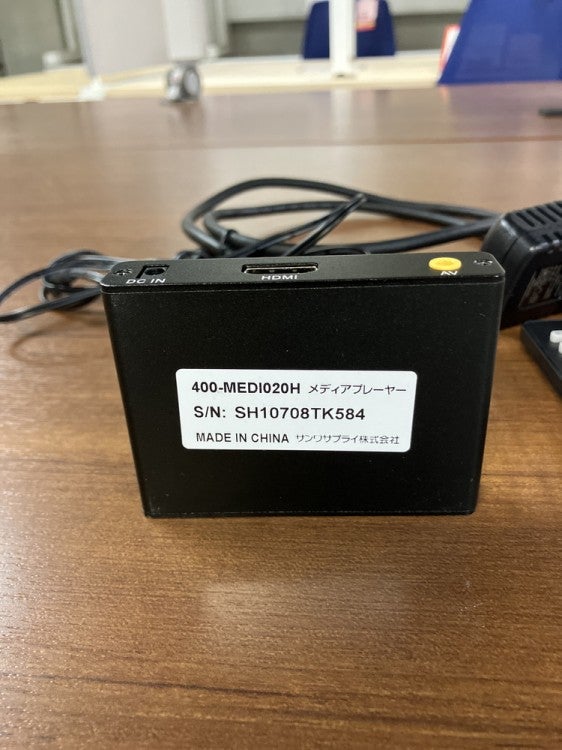 DC IN
HDMI
AV
400-MEDI020H メディアプレーヤー
S/N: SH10708TK584
MADE IN CHINA サンワサプライ株式会社